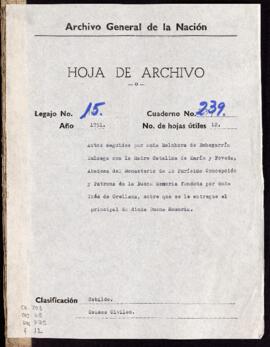 Archivo General de la Nación
HOJA DE ARCHIVO
Legajo No. 15. Cuaderno No. 239.
Año 1751. No. de hojas útiles 12.
Autos seguidos por doña Melchora de Echegarrín
Zuloaga con la Madre Catalina de María y Poveda,
Abadesa del Monasterio de la Purísima Concepción
y Patrona de la Buena Memoria fundada por doña
Inés de Orellana, sobre que se le entregue el
principal de dicha Buena Memoria.
Clasificación Cabildo.
Causas Civiles.